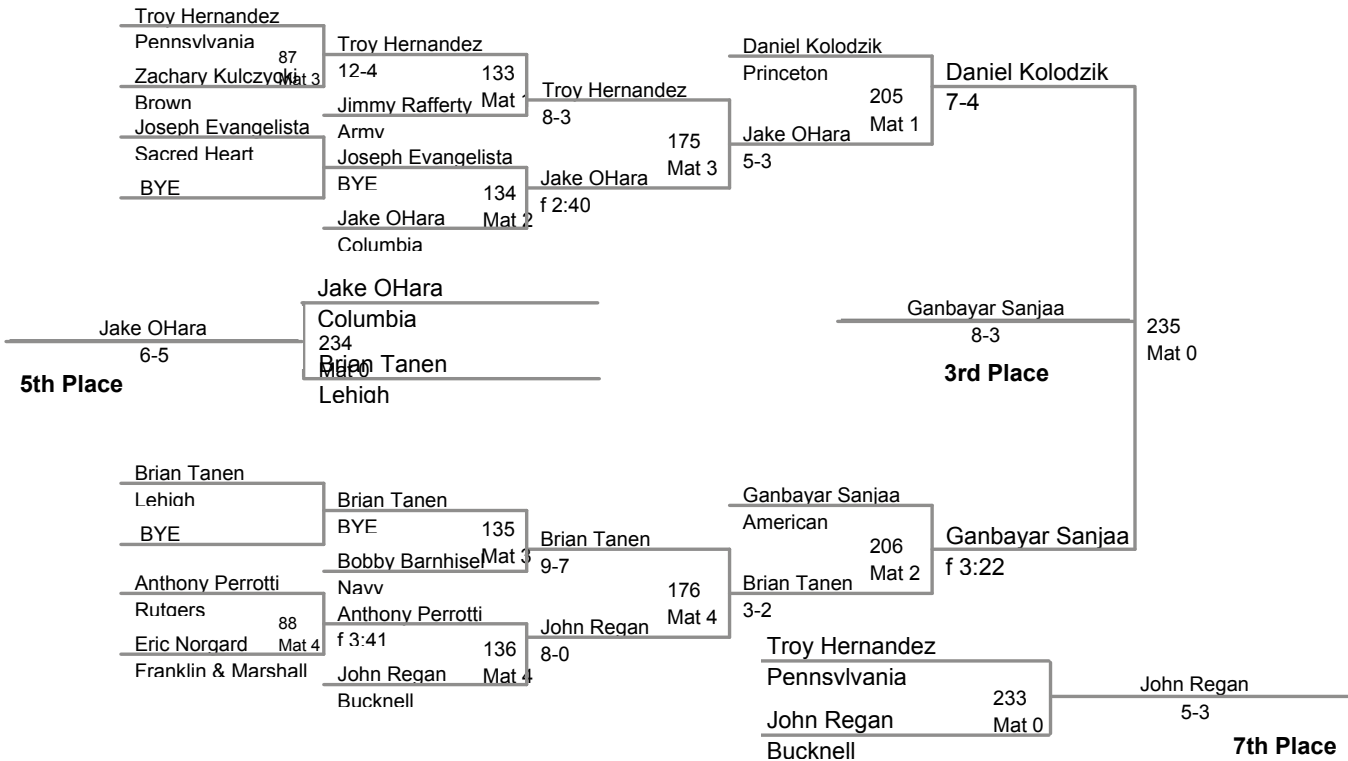 Troy Hernandez
Pennsylvania
87
Mat 3
Zachary Kulczycki
Brown
Joseph Evangelista
Sacred Heart
BYE
Troy Hernandez
12-4
133
Mat 1
Jimmy Rafferty
Army
Joseph Evangelista
BYE
134
Mat 2
Jake OHara
Columbia
Troy Hernandez
8-3
175
Mat 3
Jake OHara
f 2:40
Daniel Kolodzik
Princeton
205
Mat 1
Jake OHara
5-3
Daniel Kolodzik
7-4
Jake OHara
Columbia
234
Mat 0
Brian Tanen
Lehigh
Jake OHara
6-5
5th Place
Ganbayar Sanjaa
8-3
3rd Place
235
Mat 0
Brian Tanen
Lehigh
BYE
Anthony Perrotti
Rutgers
88
Mat 4
Eric Norgard
Franklin & Marshall
Brian Tanen
BYE
135
Mat 3
Bobby Barnhisel
Navy
Anthony Perrotti
f 3:41
136
Mat 4
John Regan
Bucknell
Brian Tanen
9-7
176
Mat 4
John Regan
8-0
Ganbayar Sanjaa
American
206
Mat 2
Brian Tanen
3-2
Ganbayar Sanjaa
f 3:22
Troy Hernandez
Pennsylvania
233
Mat 0
John Regan
Bucknell
John Regan
5-3
7th Place